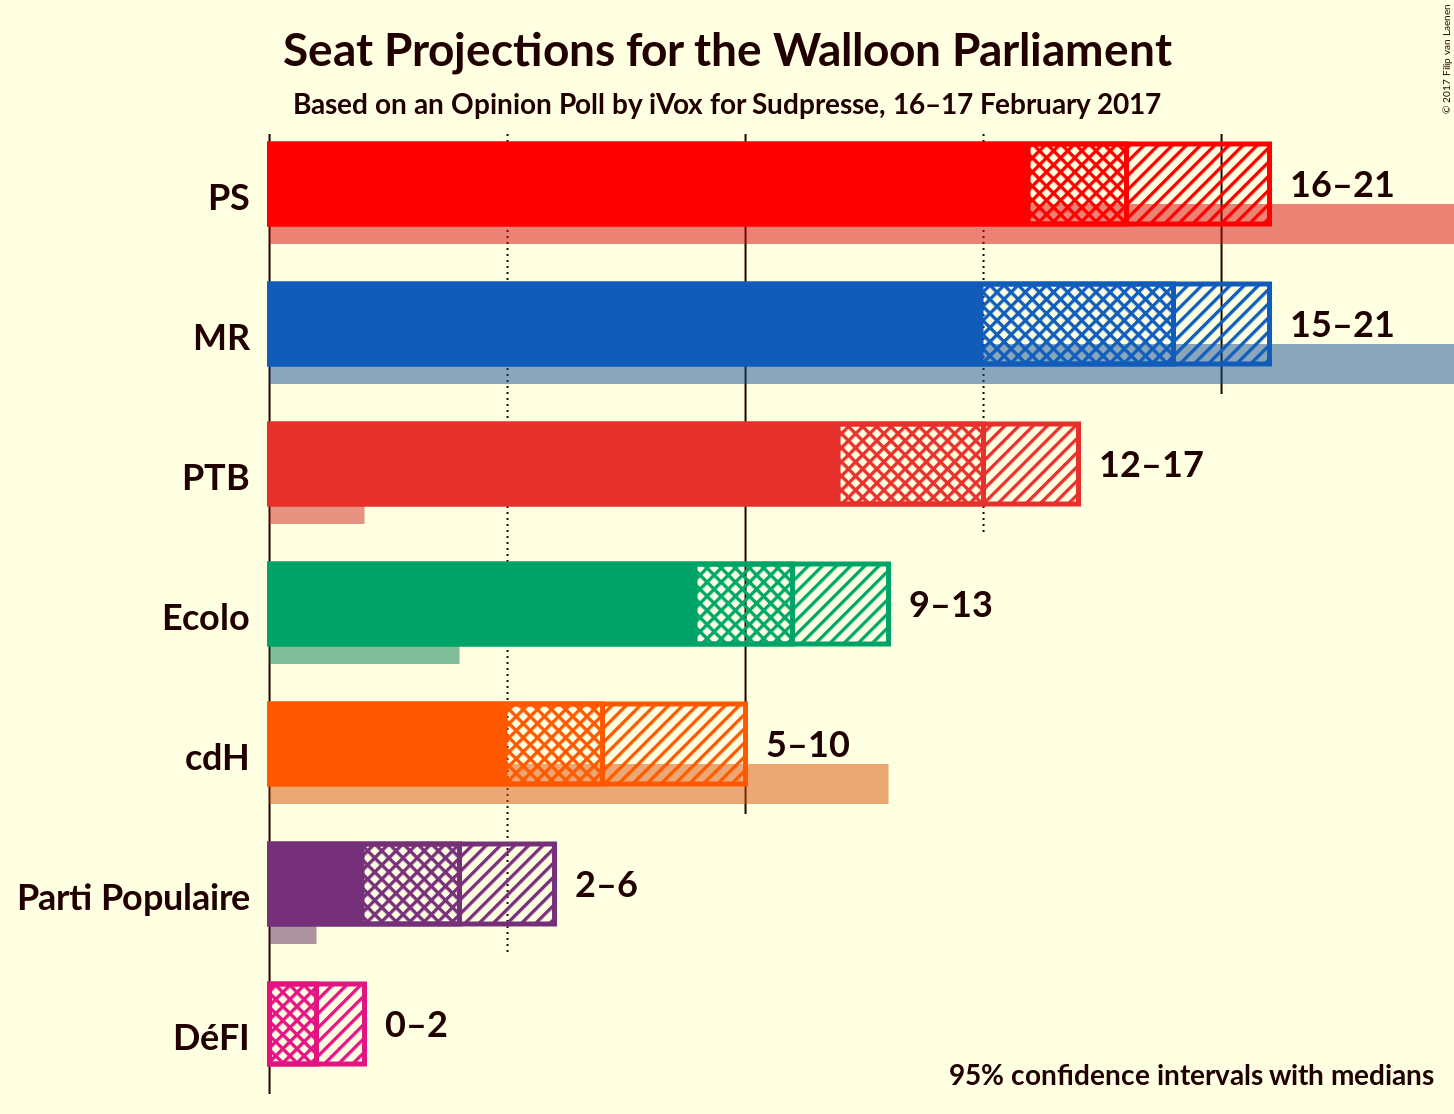 Seat Projections for the Walloon Parliament
Based on an Opinion Poll by iVox for Sudpresse, 16–17 February 2017
© 2017 Filip van Laenen
PS
16–21
MR
15–21
PTB
12–17
Ecolo
9–13
cdH
5–10
Parti Populaire
2–6
DéFI
0–2
95% confidence intervals with medians